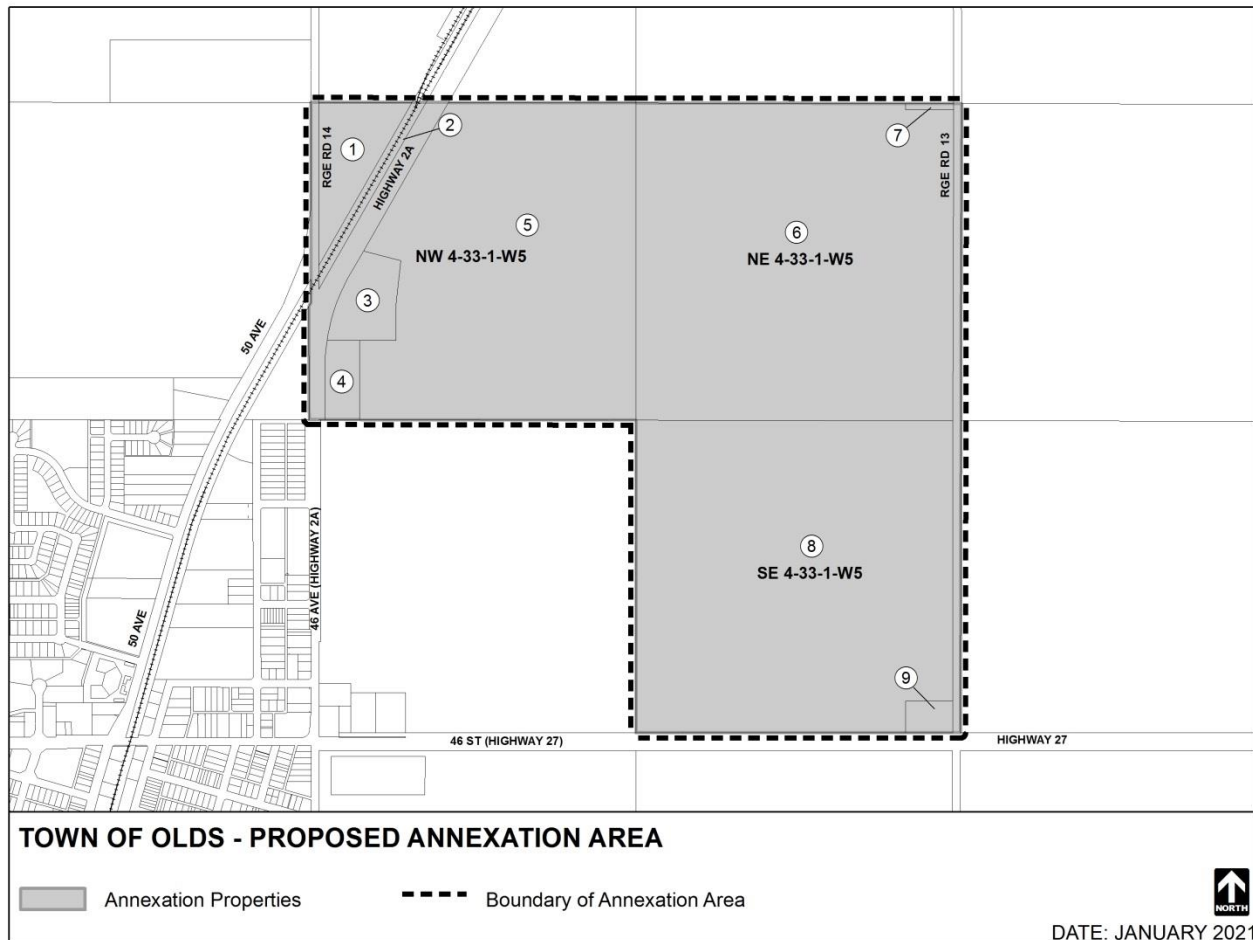 RGE RD 14
1
2
HIGHWAY 2A
5
NW 4-33-1-W5
3
4
6
NE 4-33-1-W5
7
RGE RD 13
50 AVE
46 AVE (HIGHWAY 2A)
50 AVE
8
SE 4-33-1-W5
9
46 ST (HIGHWAY 27)
HIGHWAY 27
TOWN OF OLDS - PROPOSED ANNEXATION AREA
Annexation Properties
Boundary of Annexation Area
NORTH
DATE: JANUARY 2021